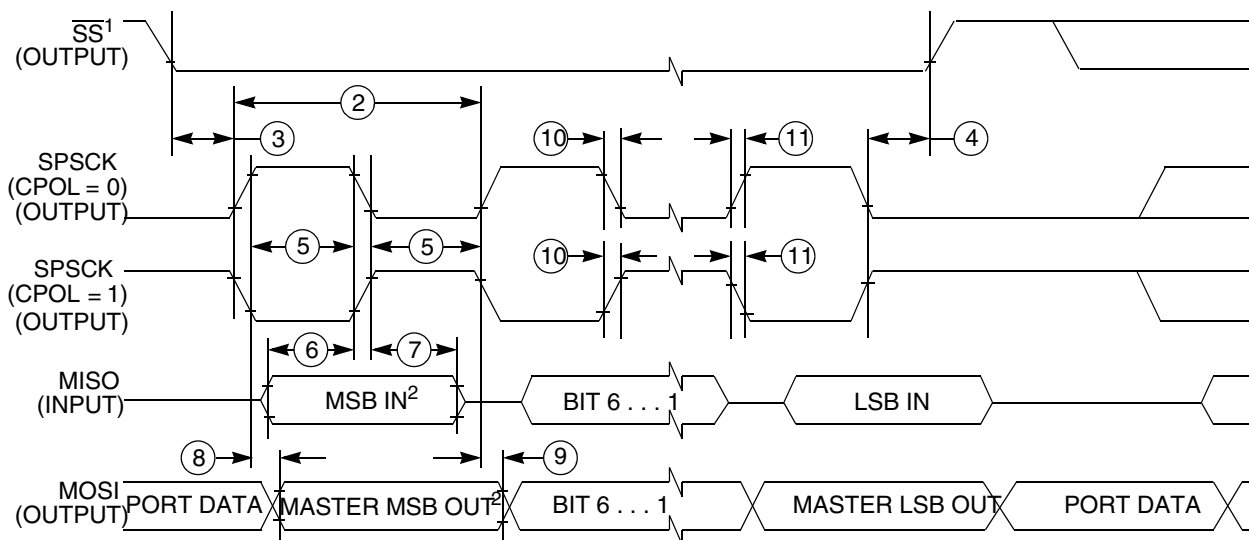 SS¹
(OUTPUT)
2
3
10
11
4
SPSCK
(CPOL = 0)
(OUTPUT)
5
5
10
11
SPSCK
(CPOL = 1)
(OUTPUT)
6
7
MISO
(INPUT)
MSB IN²
BIT 6 . . . 1
LSB IN
8
9
MOSI
(OUTPUT)
PORT DATA
MASTER MSB OUT²
BIT 6 . . . 1
MASTER LSB OUT
PORT DATA